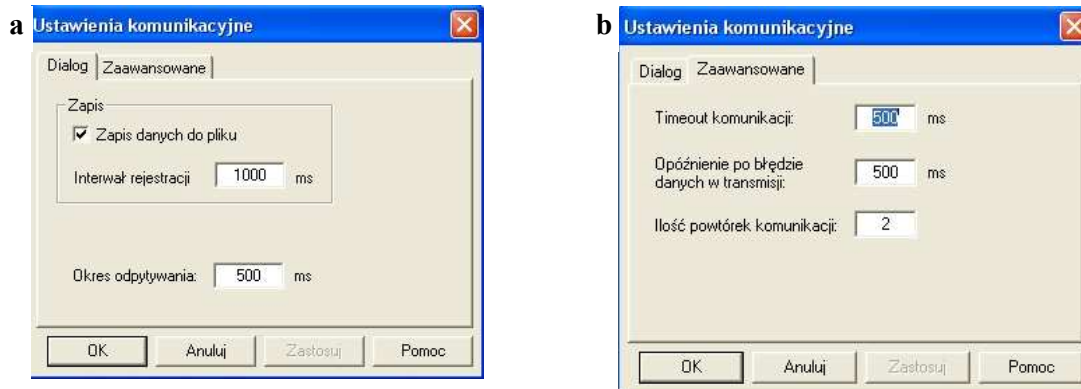 a
Ustawienia komunikacyjne
Dialog Zaawansowane
Zapis
Zapis danych do pliku
Interwał rejestracji 1000 ms
Okres odpytywania: 500 ms
OK Anuluj Zastosuj Pomoc
b
Ustawienia komunikacyjne
Dialog Zaawansowane
Timeout komunikacji: 500 ms
Opóźnienie po błędzie
danych w transmisji: 500 ms
Ilość powtórek komunikacji: 2
OK Anuluj Zastosuj Pomoc